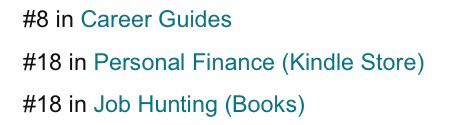 #8 in Career Guides
#18 in Personal Finance (Kindle Store)
#18 in Job Hunting (Books)